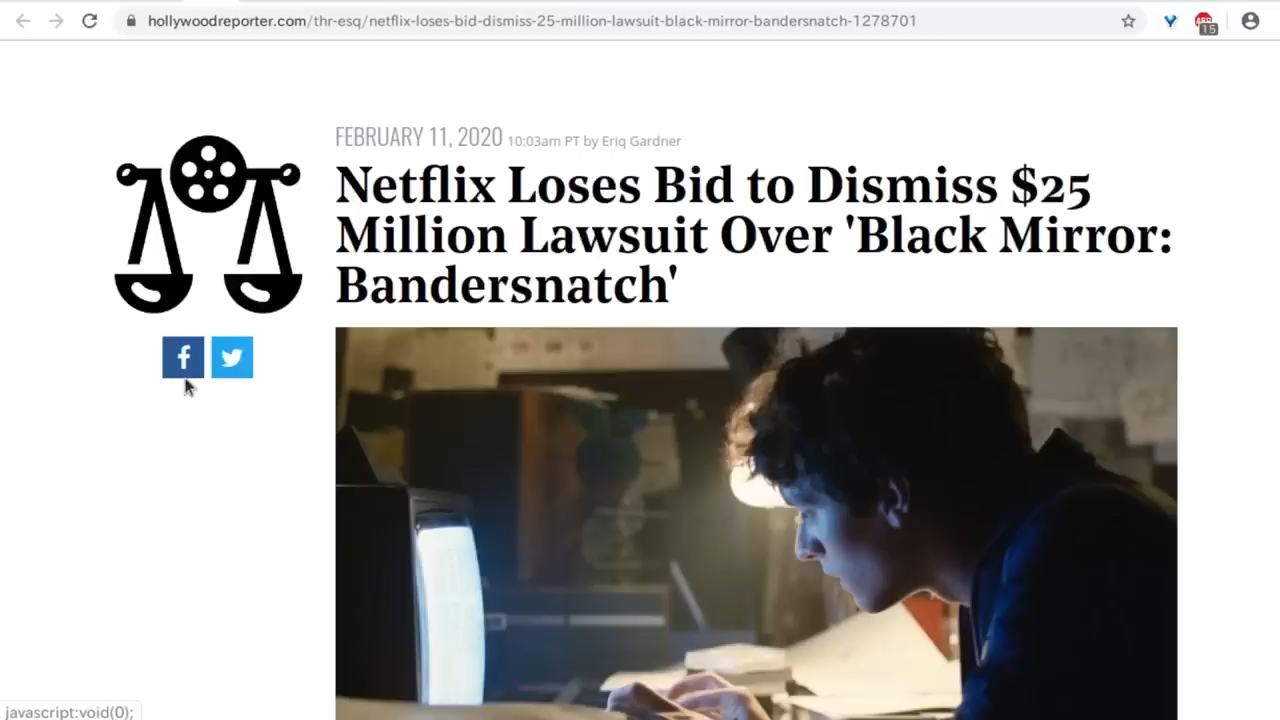 hollywoodreporter.com/thr-esq/netflix-loses-bid-dismiss-25-million-lawsuit-black-mirror-bandersnatch-1278701
15
FEBRUARY 11, 2020 10:03am PT by Eriq Gardner
Netflix Loses Bid to Dismiss $25
Million Lawsuit Over 'Black Mirror:
Bandersnatch'
f
javascript:void(0);